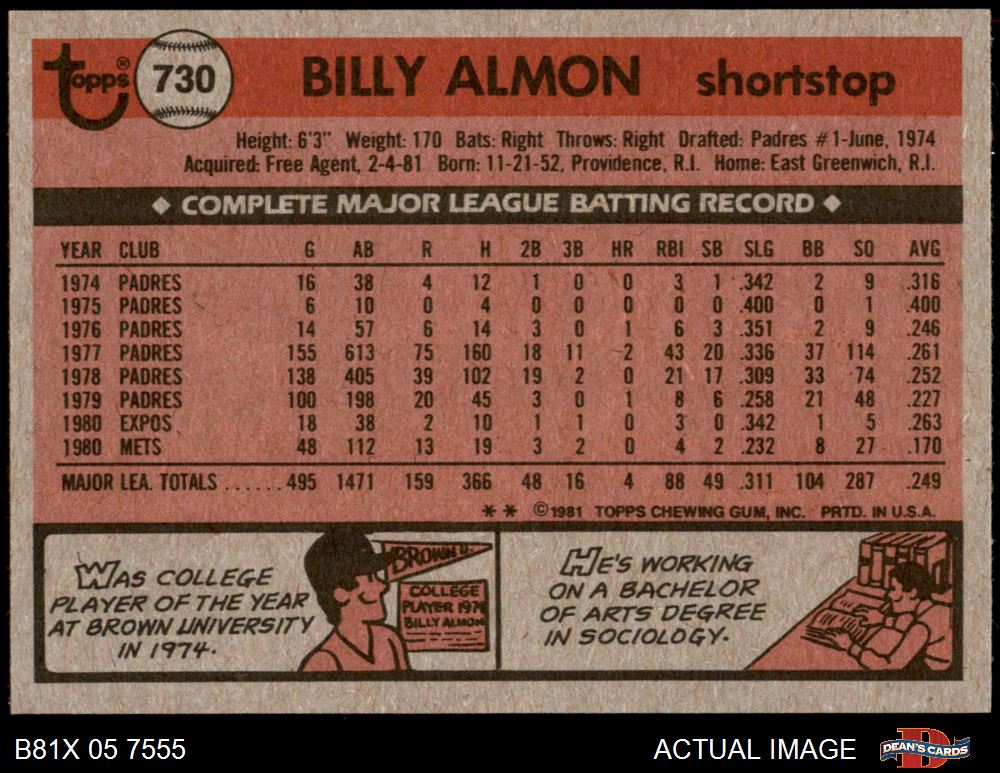 topps® 730 BILLY ALMON shortstop
Height: 6'3" Weight: 170 Bats: Right Throws: Right Drafted: Padres #1-June, 1974
Acquired: Free Agent, 2-4-81 Born: 11-21-52, Providence, R.I. Home: East Greenwich, R.I.
◆ COMPLETE MAJOR LEAGUE BATTING RECORD ◆
YEAR CLUB G AB R H 2B 3B HR RBI SB SLG BB SO AVG
1974 PADRES 16 38 4 12 1 0 0 3 1 .342 2 9 .316
1975 PADRES 6 10 0 4 0 0 0 0 0 .400 0 1 .400
1976 PADRES 14 57 6 14 3 0 1 6 3 .351 2 9 .246
1977 PADRES 155 613 75 160 18 11 2 43 20 .336 37 114 .261
1978 PADRES 138 405 39 102 19 2 0 21 17 .309 33 74 .252
1979 PADRES 100 198 20 45 3 0 1 8 6 .258 21 48 .227
1980 EXPOS 18 38 2 10 1 1 0 3 0 .342 1 5 .263
1980 METS 48 112 13 19 3 2 0 4 2 .232 8 27 .170
MAJOR LEA. TOTALS ...... 495 1471 159 366 48 16 4 88 49 .311 104 287 .249
** ©1981 TOPPS CHEWING GUM, INC. PRTD. IN U.S.A.
WAS COLLEGE
PLAYER OF THE YEAR
AT BROWN UNIVERSITY
IN 1974.
BROWN U.
COLLEGE
PLAYER 1974
BILLY ALMON
HE'S WORKING
ON A BACHELOR
OF ARTS DEGREE
IN SOCIOLOGY.
B81X 05 7555 ACTUAL IMAGE DEAN'S CARDS